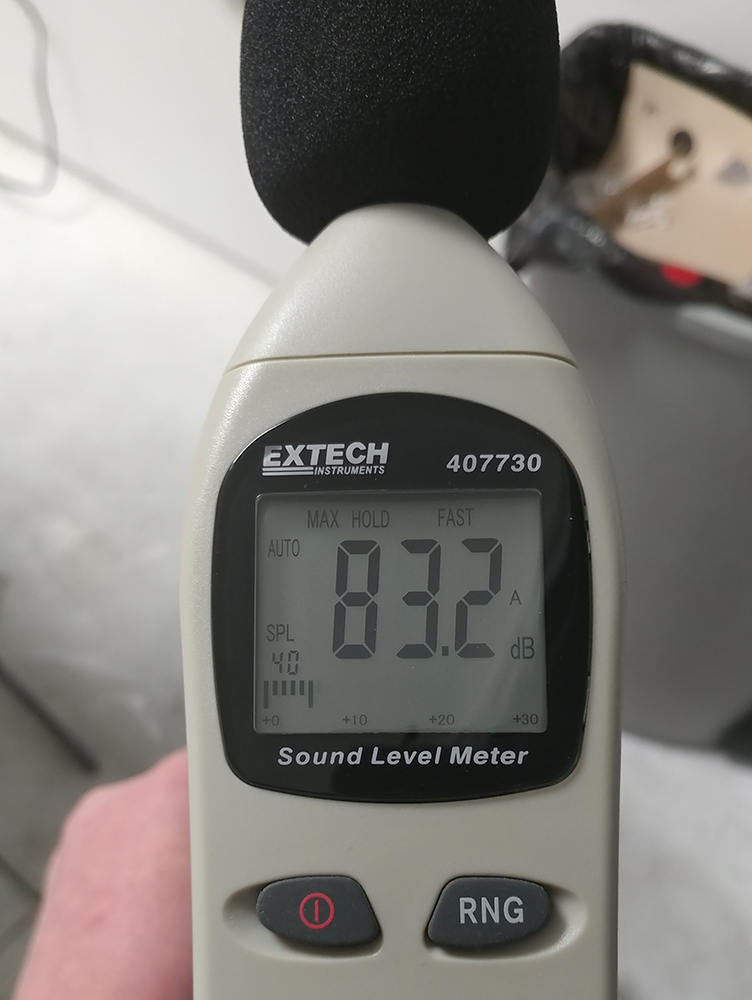 EXTECH
INSTRUMENTS
407730
MAX HOLD FAST
AUTO
83.2
A
dB
SPL
40
+0 +10 +20 +30
Sound Level Meter
RNG